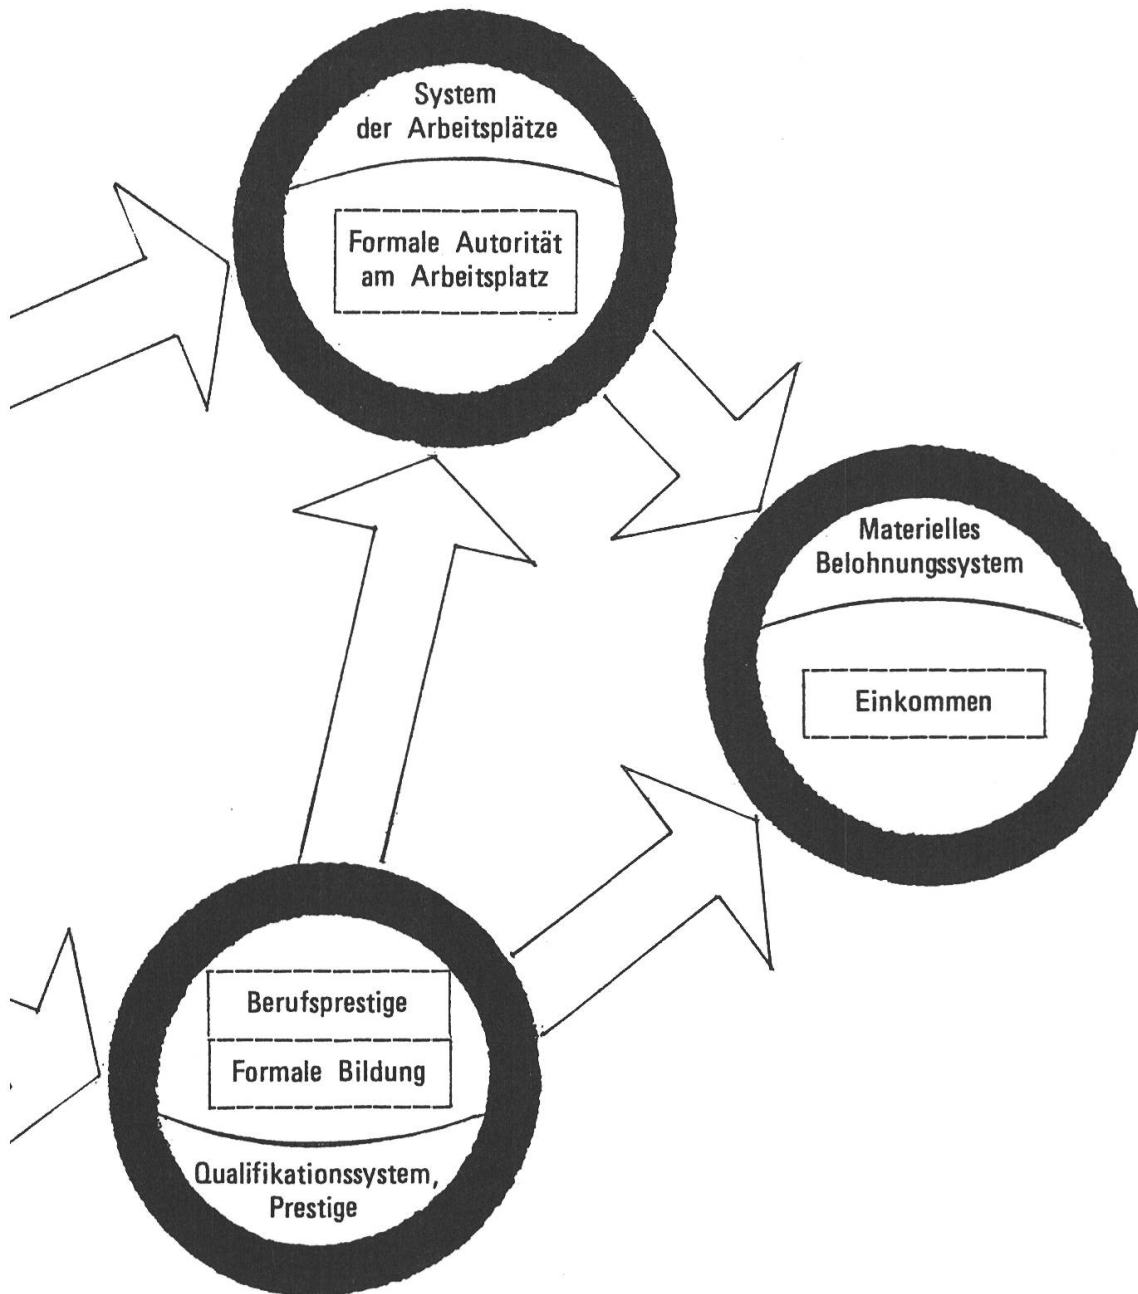 System
der Arbeitsplätze
Formale Autorität
am Arbeitsplatz
Materielles
Belohnungssystem
Einkommen
Berufsprestige
Formale Bildung
Qualifikationssystem,
Prestige